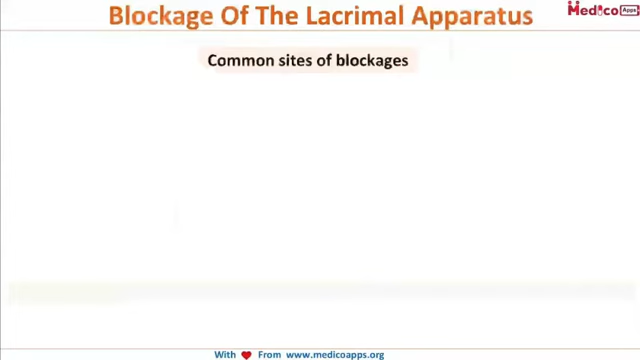 Blockage Of The Lacrimal Apparatus
Medico Apps
Common sites of blockages
With From www.medicoapps.org